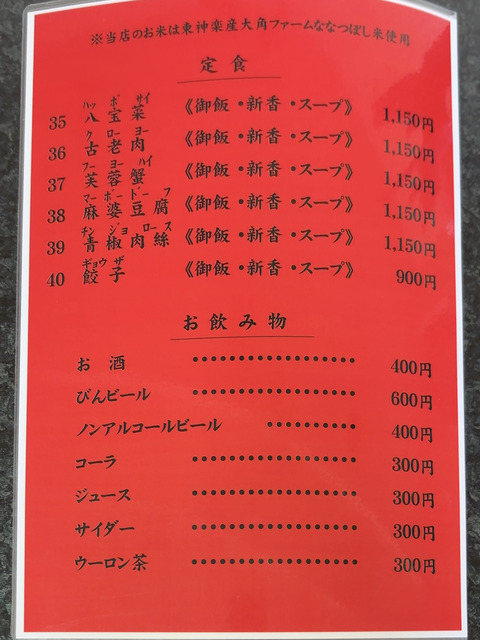 ※当店のお米は東神楽産大角ファームななつぼし米使用
定食
ハッ ポ サイ
35 八宝菜 《御飯・新香・スープ》 1,150円
ク ロー ヨー
36 古老肉 《御飯・新香・スープ》 1,150円
フー ヨー ハイ
37 芙蓉蟹 《御飯・新香・スープ》 1,150円
マー ボー ドー フ
38 麻婆豆腐 《御飯・新香・スープ》 1,150円
チン ジョ ロー ス
39 青椒肉絲 《御飯・新香・スープ》 1,150円
ギョウ ザ
40 餃子 《御飯・新香・スープ》 900円
お飲み物
お酒 ・・・・・・・・・・・・・・・・・ 400円
びんビール ・・・・・・・・・・・・・・・・・ 600円
ノンアルコールビール ・・・・・・・・・ 400円
コーラ ・・・・・・・・・・・・・・・・・ 300円
ジュース ・・・・・・・・・・・・・・・・・ 300円
サイダー ・・・・・・・・・・・・・・・・・ 300円
ウーロン茶 ・・・・・・・・・・・・・・・・・ 300円